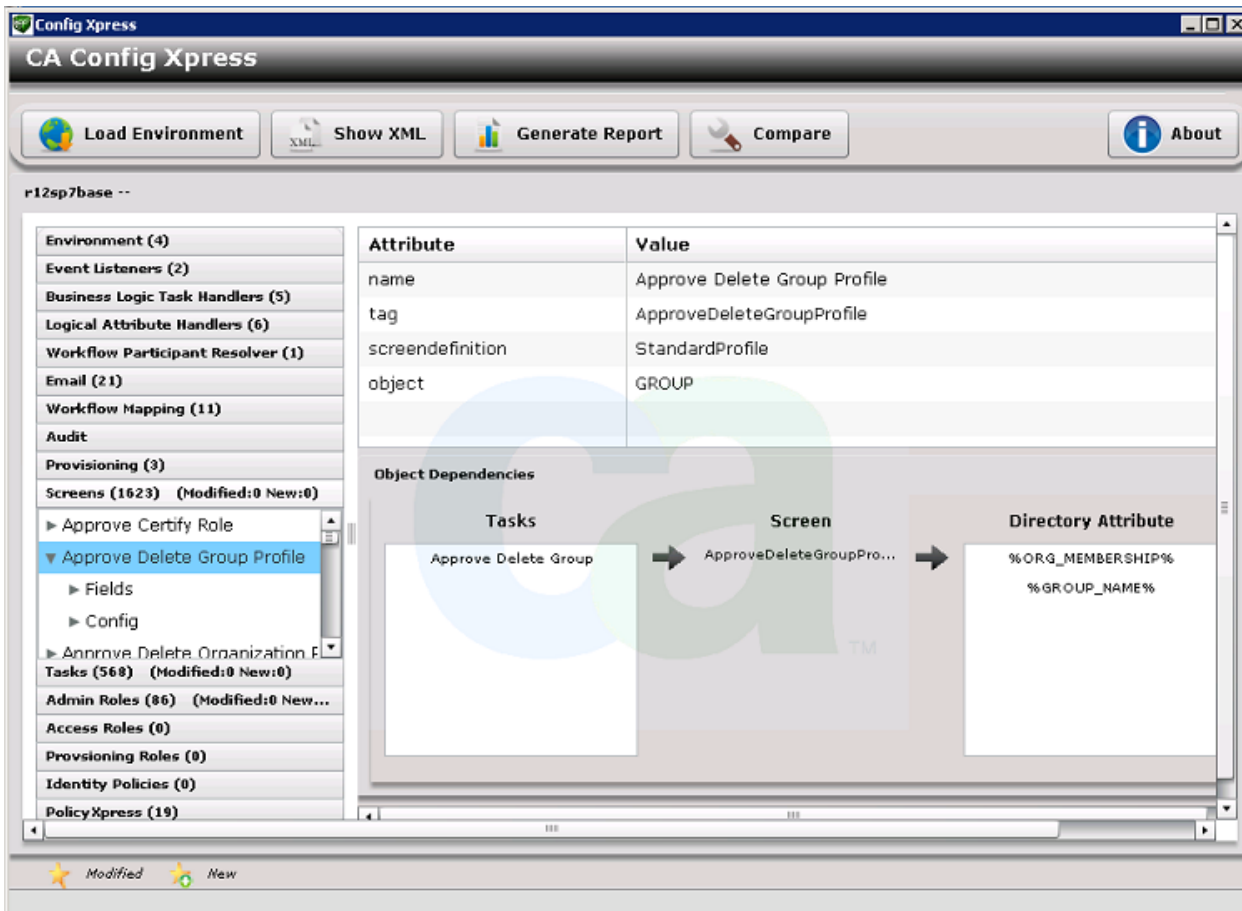 Config Xpress
CA Config Xpress
Load Environment
XML
Show XML
Generate Report
Compare
About
r12sp7base --
Environment (4)
Event Listeners (2)
Business Logic Task Handlers (5)
Logical Attribute Handlers (6)
Workflow Participant Resolver (1)
Email (21)
Workflow Mapping (11)
Audit
Provisioning (3)
Screens (1623) (Modified:0 New:0)
Approve Certify Role
Approve Delete Group Profile
Fields
Config
Approve Delete Organization F
Tasks (568) (Modified:0 New:0)
Admin Roles (86) (Modified:0 New...
Access Roles (0)
Provsioning Roles (0)
Identity Policies (0)
PolicyXpress (19)
Attribute Value
name Approve Delete Group Profile
tag ApproveDeleteGroupProfile
screendefinition StandardProfile
object GROUP
ca
TM
Object Dependencies
Tasks Screen Directory Attribute
Approve Delete Group ApproveDeleteGroupPro... %ORG_MEMBERSHIP%
%GROUP_NAME%
Modified New